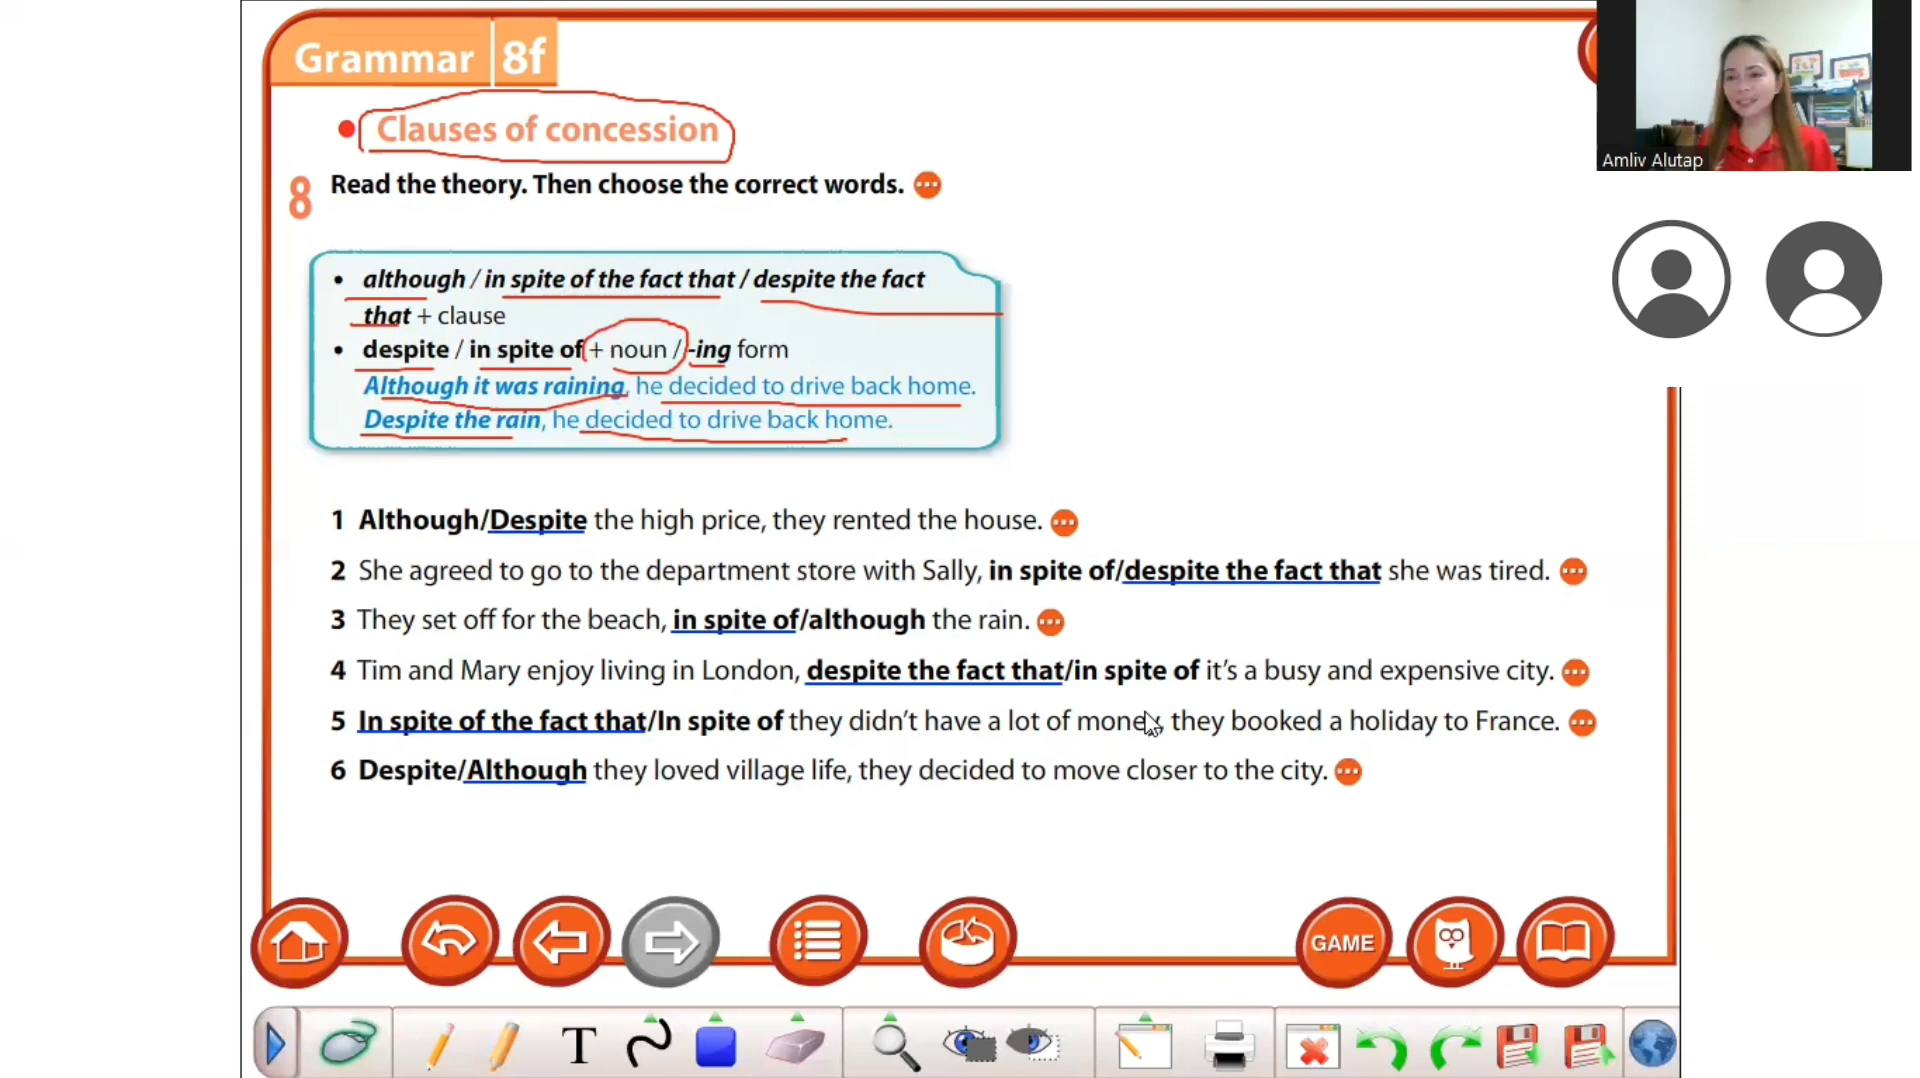 Grammar 8f
Clauses of concession
Amliv Alutap
8 Read the theory. Then choose the correct words.
• although / in spite of the fact that / despite the fact
that + clause
• despite / in spite of + noun / -ing form
Although it was raining, he decided to drive back home.
Despite the rain, he decided to drive back home.
1 Although/Despite the high price, they rented the house.
2 She agreed to go to the department store with Sally, in spite of/despite the fact that she was tired.
3 They set off for the beach, in spite of/although the rain.
4 Tim and Mary enjoy living in London, despite the fact that/in spite of it's a busy and expensive city.
5 In spite of the fact that/In spite of they didn't have a lot of money, they booked a holiday to France.
6 Despite/Although they loved village life, they decided to move closer to the city.
GAME
T